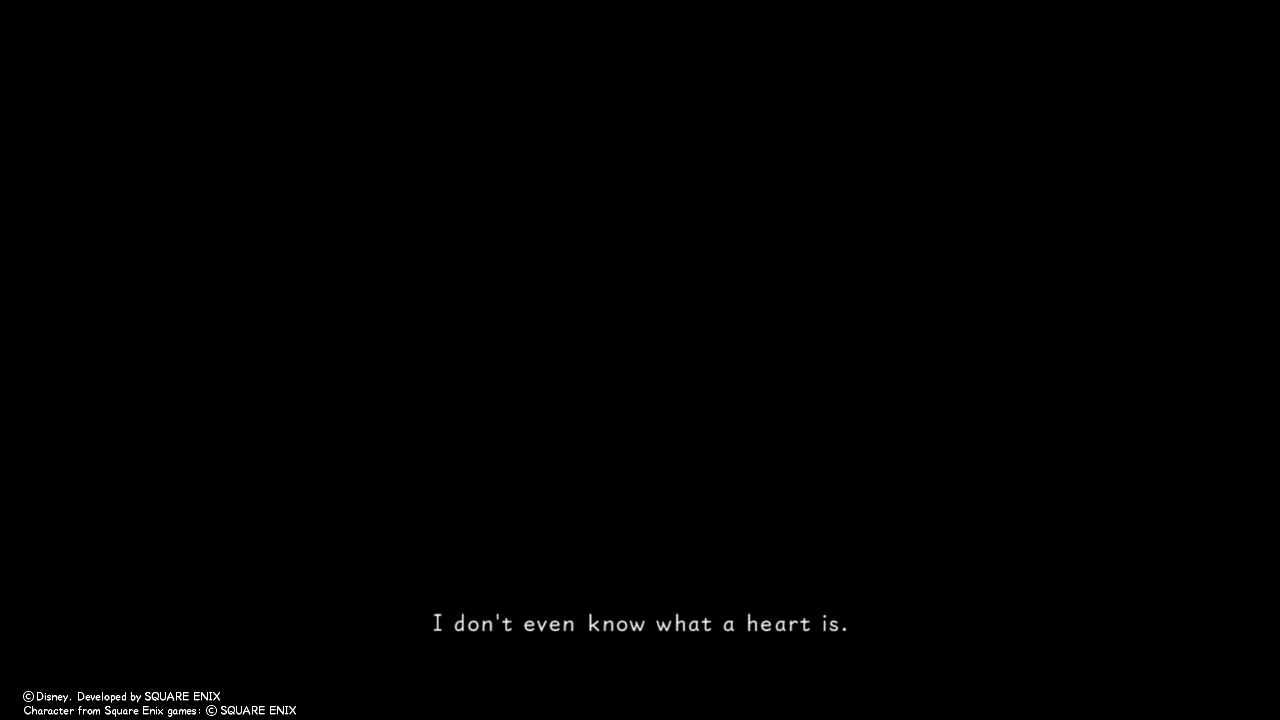 I don't even know what a heart is.
©Disney. Developed by SQUARE ENIX
Character from Square Enix games: © SQUARE ENIX